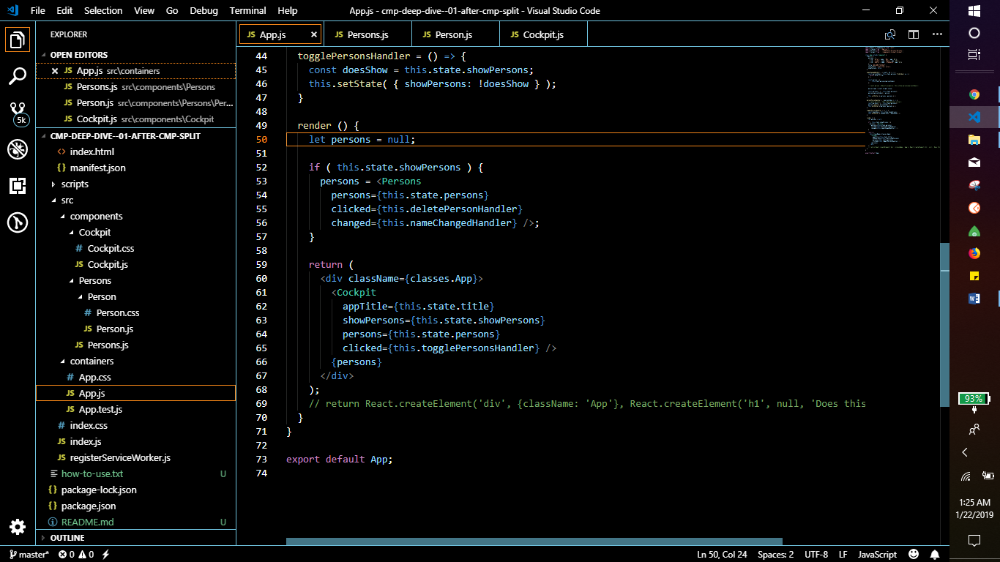 File Edit Selection View Go Debug Terminal Help App.js - cmp-deep-dive--01-after-cmp-split - Visual Studio Code
EXPLORER
OPEN EDITORS
JS App.js src\containers
JS Persons.js src\components\Persons
JS Person.js src\components\Persons\Per...
JS Cockpit.js src\components\Cockpit
5k
CMP-DEEP-DIVE--01-AFTER-CMP-SPLIT
<> index.html
{} manifest.json
scripts
src
components
Cockpit
# Cockpit.css
JS Cockpit.js
Persons
Person
# Person.css
JS Person.js
JS Persons.js
containers
# App.css
JS App.js
JS App.test.js
# index.css
JS index.js
JS registerServiceWorker.js
how-to-use.txt U
{} package-lock.json
{} package.json
README.md U
OUTLINE
JS App.js JS Persons.js JS Person.js JS Cockpit.js
44 togglePersonsHandler = () => {
45 const doesShow = this.state.showPersons;
46 this.setState( { showPersons: !doesShow } );
47 }
48
49 render () {
50 let persons = null;
51
52 if ( this.state.showPersons ) {
53 persons = <Persons
54 persons={this.state.persons}
55 clicked={this.deletePersonHandler}
56 changed={this.nameChangedHandler} />;
57 }
58
59 return (
60 <div className={classes.App}>
61 <Cockpit
62 appTitle={this.state.title}
63 showPersons={this.state.showPersons}
64 persons={this.state.persons}
65 clicked={this.togglePersonsHandler} />
66 {persons}
67 </div>
68 );
69 // return React.createElement('div', {className: 'App'}, React.createElement('h1', null, 'Does this
70 }
71 }
72
73 export default App;
74
master* 0 0 Ln 50, Col 24 Spaces: 2 UTF-8 LF JavaScript
93%
1:25 AM
1/22/2019